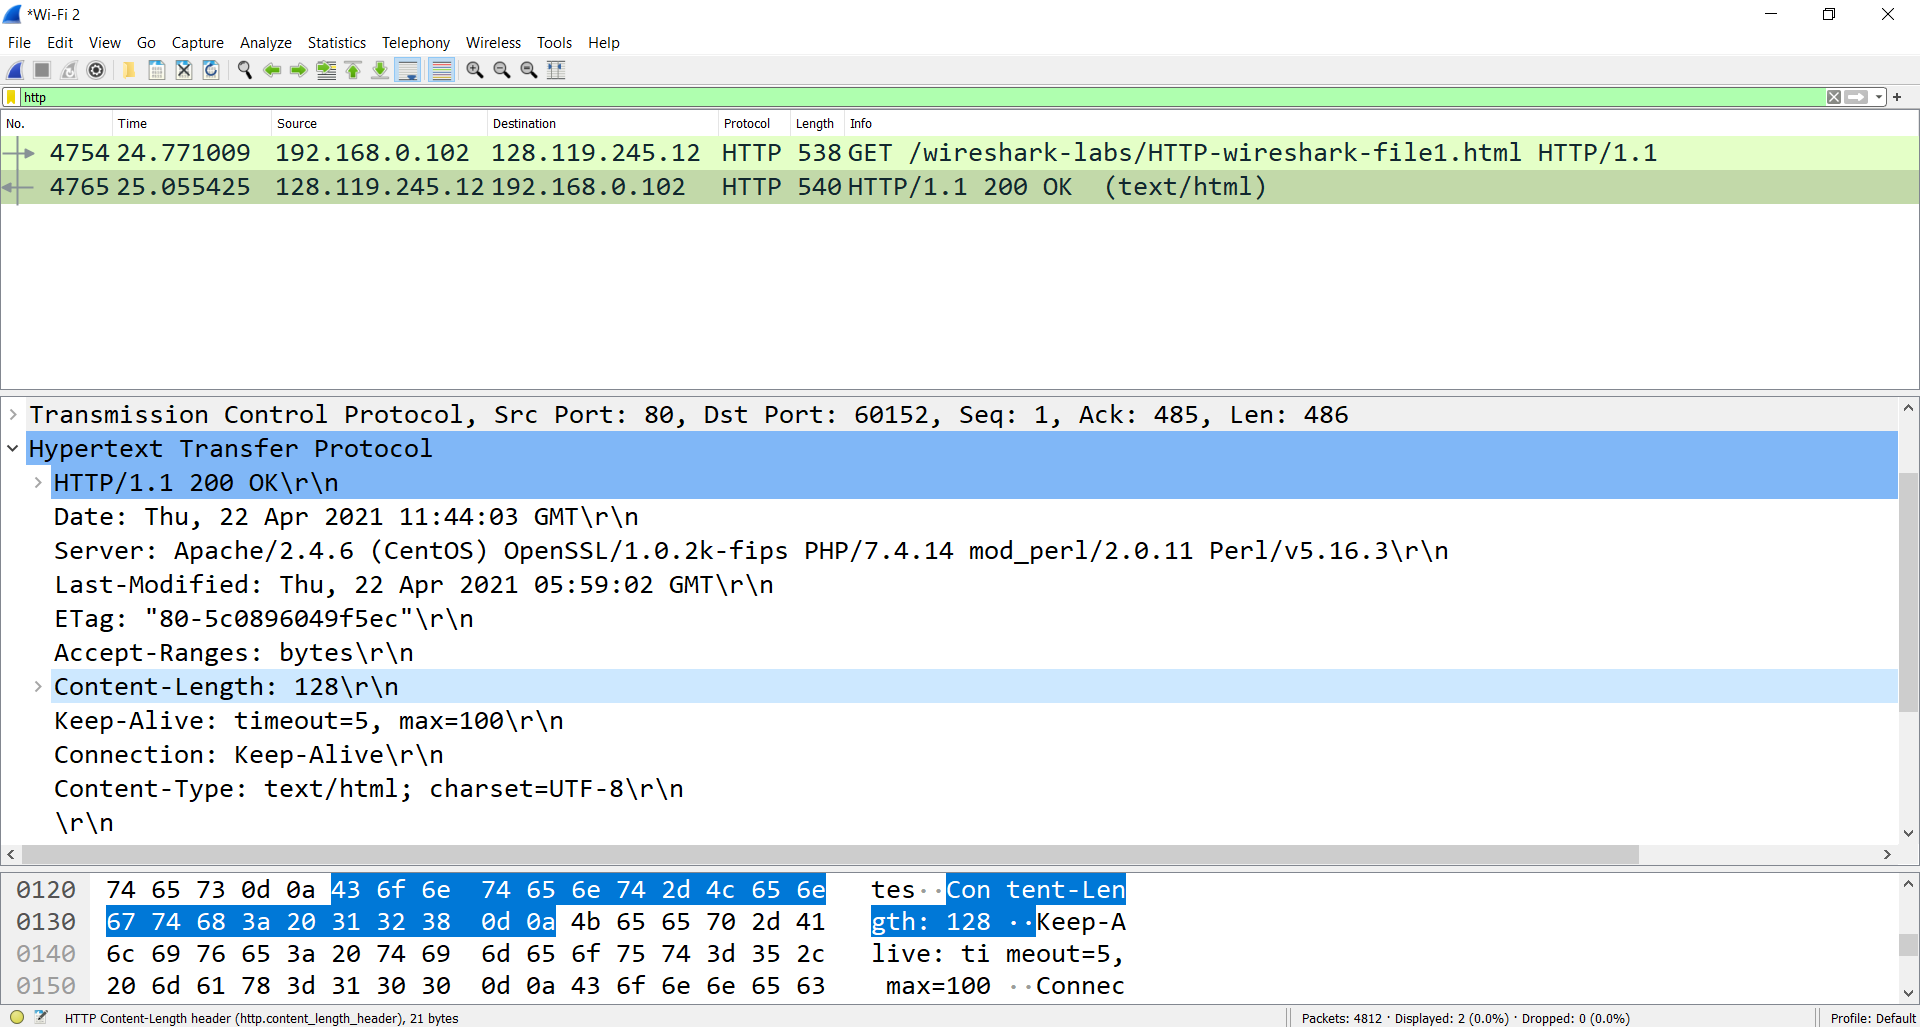 *Wi-Fi 2
File Edit View Go Capture Analyze Statistics Telephony Wireless Tools Help
http
No. Time Source Destination Protocol Length Info
4754 24.771009 192.168.0.102 128.119.245.12 HTTP 538 GET /wireshark-labs/HTTP-wireshark-file1.html HTTP/1.1
4765 25.055425 128.119.245.12 192.168.0.102 HTTP 540 HTTP/1.1 200 OK (text/html)
Transmission Control Protocol, Src Port: 80, Dst Port: 60152, Seq: 1, Ack: 485, Len: 486
Hypertext Transfer Protocol
HTTP/1.1 200 OK\r\n
Date: Thu, 22 Apr 2021 11:44:03 GMT\r\n
Server: Apache/2.4.6 (CentOS) OpenSSL/1.0.2k-fips PHP/7.4.14 mod_perl/2.0.11 Perl/v5.16.3\r\n
Last-Modified: Thu, 22 Apr 2021 05:59:02 GMT\r\n
ETag: "80-5c0896049f5ec"\r\n
Accept-Ranges: bytes\r\n
Content-Length: 128\r\n
Keep-Alive: timeout=5, max=100\r\n
Connection: Keep-Alive\r\n
Content-Type: text/html; charset=UTF-8\r\n
\r\n
0120 74 65 73 0d 0a 43 6f 6e 74 65 6e 74 2d 4c 65 6e tes··Con tent-Len
0130 67 74 68 3a 20 31 32 38 0d 0a 4b 65 65 70 2d 41 gth: 128 ··Keep-A
0140 6c 69 76 65 3a 20 74 69 6d 65 6f 75 74 3d 35 2c live: ti meout=5,
0150 20 6d 61 78 3d 31 30 30 0d 0a 43 6f 6e 6e 65 63 max=100 ··Connec
HTTP Content-Length header (http.content_length_header), 21 bytes Packets: 4812 · Displayed: 2 (0.0%) · Dropped: 0 (0.0%) Profile: Default